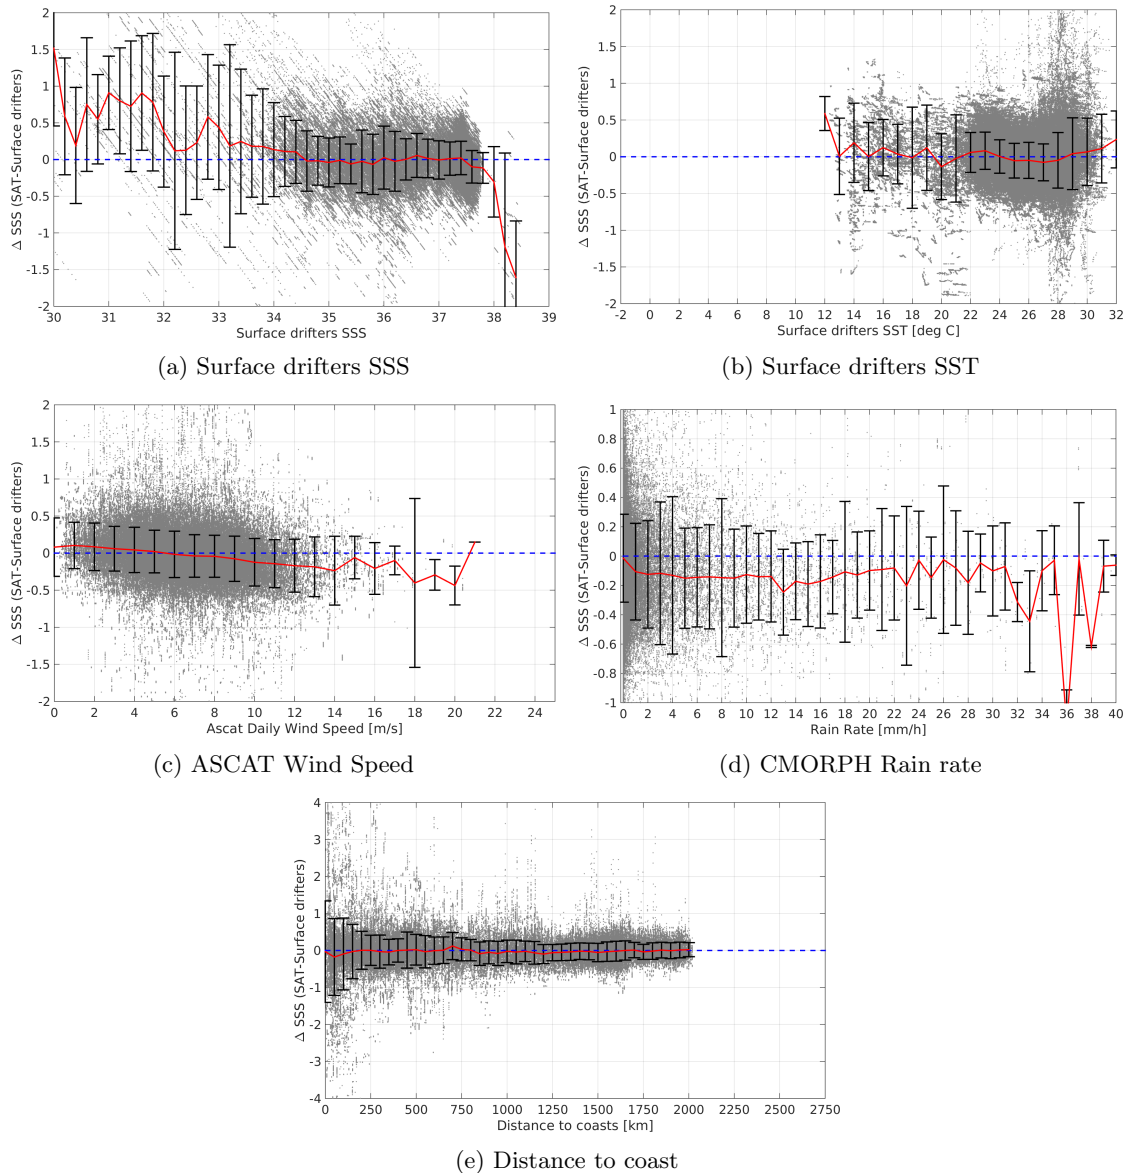 2
1.5
1
0.5
0
-0.5
-1
-1.5
-2
Δ SSS (SAT-Surface drifters)
30 31 32 33 34 35 36 37 38 39
Surface drifters SSS
(a) Surface drifters SSS
2
1.5
1
0.5
0
-0.5
-1
-1.5
-2
Δ SSS (SAT-Surface drifters)
-2 0 2 4 6 8 10 12 14 16 18 20 22 24 26 28 30 32
Surface drifters SST [deg C]
(b) Surface drifters SST
2
1.5
1
0.5
0
-0.5
-1
-1.5
-2
Δ SSS (SAT-Surface drifters)
0 2 4 6 8 10 12 14 16 18 20 22 24
Ascat Daily Wind Speed [m/s]
(c) ASCAT Wind Speed
1
0.8
0.6
0.4
0.2
0
-0.2
-0.4
-0.6
-0.8
-1
Δ SSS (SAT-Surface drifters)
0 2 4 6 8 10 12 14 16 18 20 22 24 26 28 30 32 34 36 38 40
Rain Rate [mm/h]
(d) CMORPH Rain rate
4
3
2
1
0
-1
-2
-3
-4
Δ SSS (SAT-Surface drifters)
0 250 500 750 1000 1250 1500 1750 2000 2250 2500 2750
Distance to coasts [km]
(e) Distance to coast